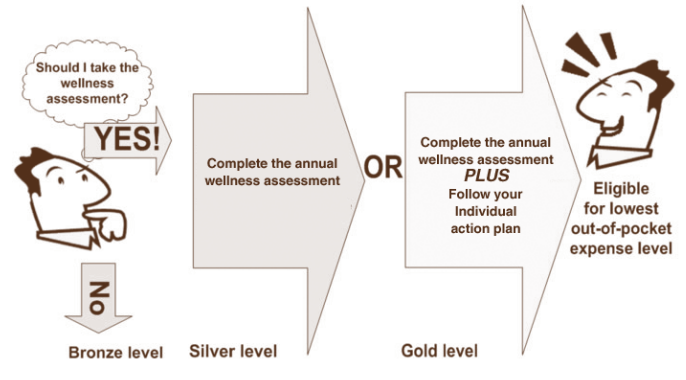 Should I take the
wellness
assessment?
YES!
No
Bronze level
Complete the annual
wellness assessment
Silver level
OR
Complete the annual
wellness assessment
PLUS
Follow your
Individual
action plan
Gold level
Eligible
for lowest
out-of-pocket
expense level